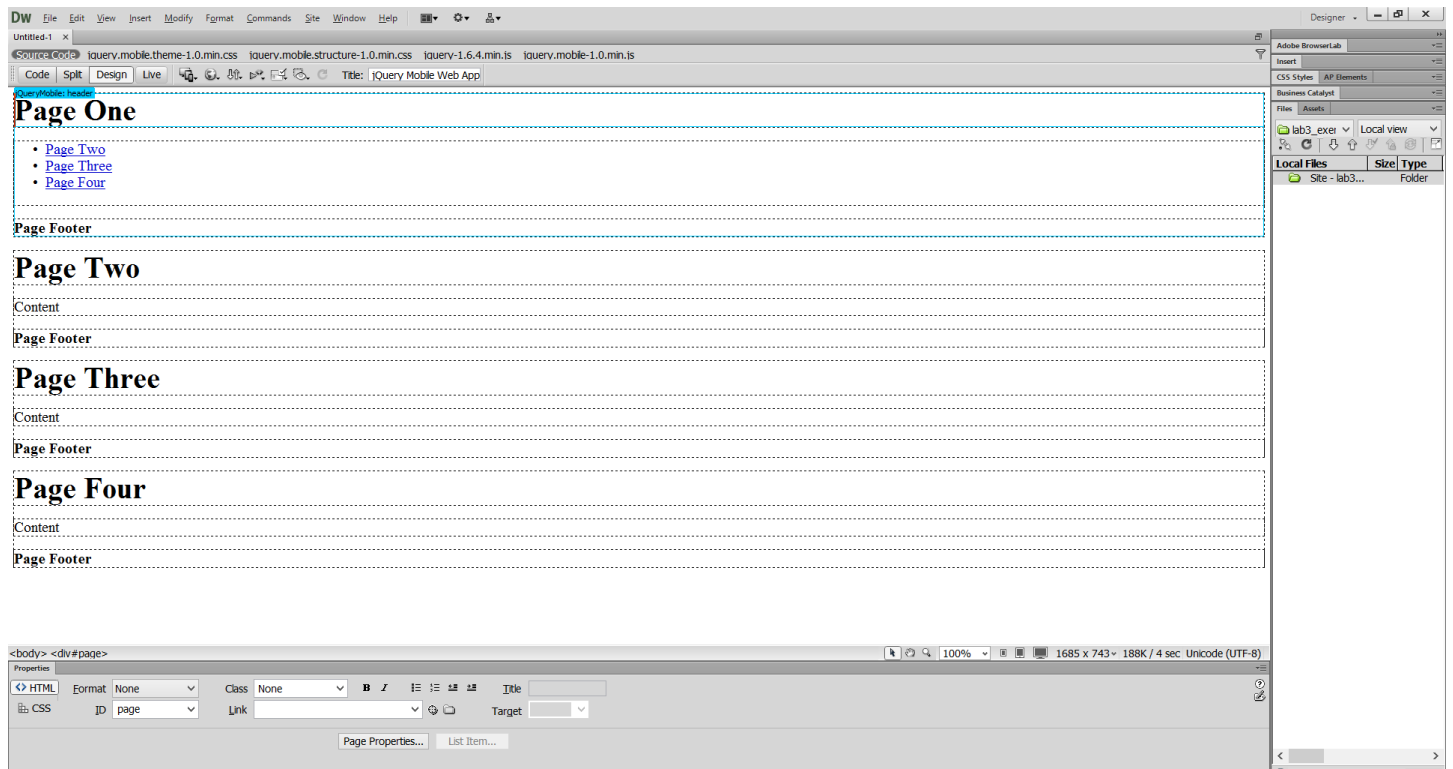 DW File Edit View Insert Modify Format Commands Site Window Help Designer
Untitled-1 ×
Source Code jquery.mobile.theme-1.0.min.css jquery.mobile.structure-1.0.min.css jquery-1.6.4.min.js jquery.mobile-1.0.min.js
Code Split Design Live Title: jQuery Mobile Web App
jQueryMobile: header
Page One
• Page Two
• Page Three
• Page Four
Page Footer
Page Two
Content
Page Footer
Page Three
Content
Page Footer
Page Four
Content
Page Footer
<body> <div#page> 100% 1685 x 743 188K / 4 sec Unicode (UTF-8)
Properties
<> HTML Format None Class None B I Title
CSS ID page Link Target
Page Properties... List Item...
Adobe BrowserLab
Insert
CSS Styles AP Elements
Business Catalyst
Files Assets
lab3_exer Local view
Local Files Size Type
Site - lab3... Folder